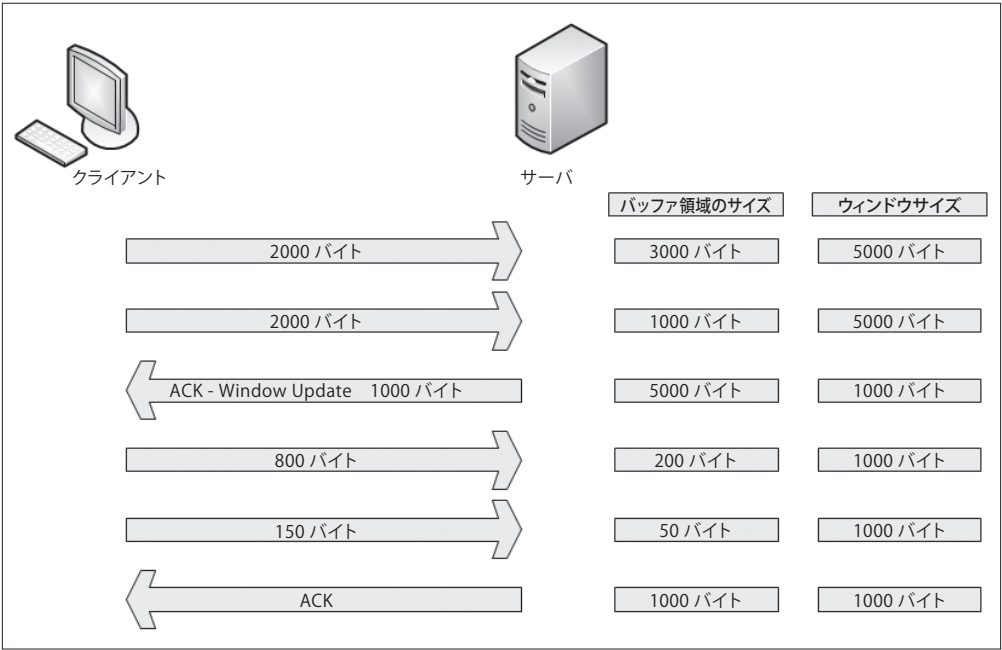 クライアント
サーバ
バッファ領域のサイズ ウィンドウサイズ
2000 バイト 3000 バイト 5000 バイト
2000 バイト 1000 バイト 5000 バイト
ACK - Window Update　1000 バイト 5000 バイト 1000 バイト
800 バイト 200 バイト 1000 バイト
150 バイト 50 バイト 1000 バイト
ACK 1000 バイト 1000 バイト